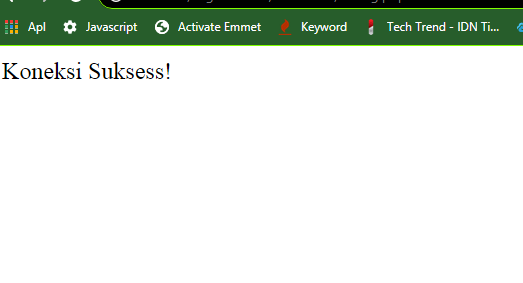 Apl Javascript Activate Emmet Keyword Tech Trend - IDN Ti...
Koneksi Suksess!